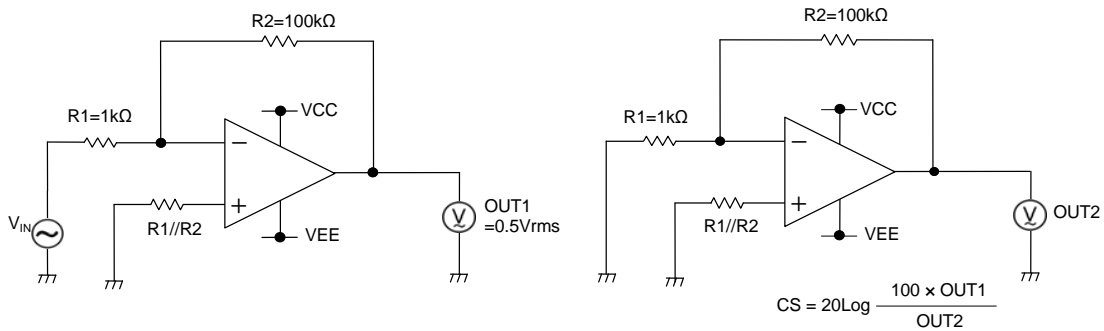 R2=100kΩ
R1=1kΩ
VCC
−
+
VIN
R1//R2
VEE
OUT1
=0.5Vrms
V
R2=100kΩ
R1=1kΩ
VCC
−
+
R1//R2
VEE
V
OUT2
CS = 20Log 100 × OUT1
OUT2